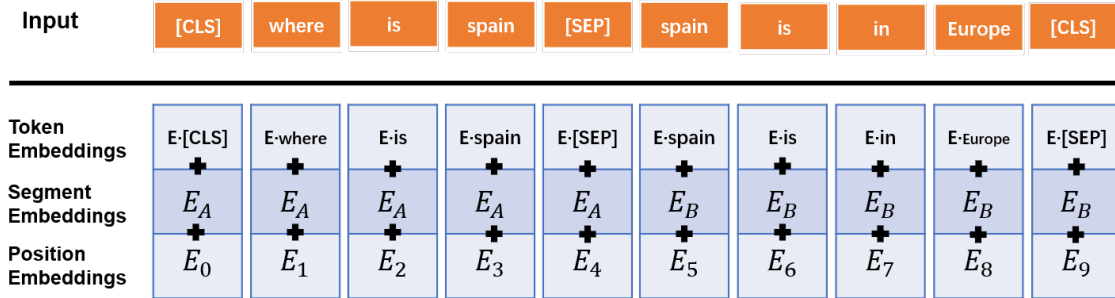 Input [CLS] where is spain [SEP] spain is in Europe [CLS]
Token Embeddings E·[CLS] E·where E·is E·spain E·[SEP] E·spain E·is E·in E·Europe E·[SEP]
Segment Embeddings E_A E_A E_A E_A E_A E_B E_B E_B E_B E_B
Position Embeddings E_0 E_1 E_2 E_3 E_4 E_5 E_6 E_7 E_8 E_9